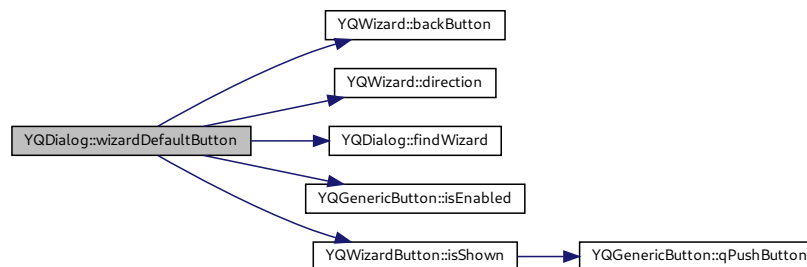 YQWizard::backButton
YQWizard::direction
YQDialog::wizardDefaultButton
YQDialog::findWizard
YQGenericButton::isEnabled
YQWizardButton::isShown
YQGenericButton::qPushButton